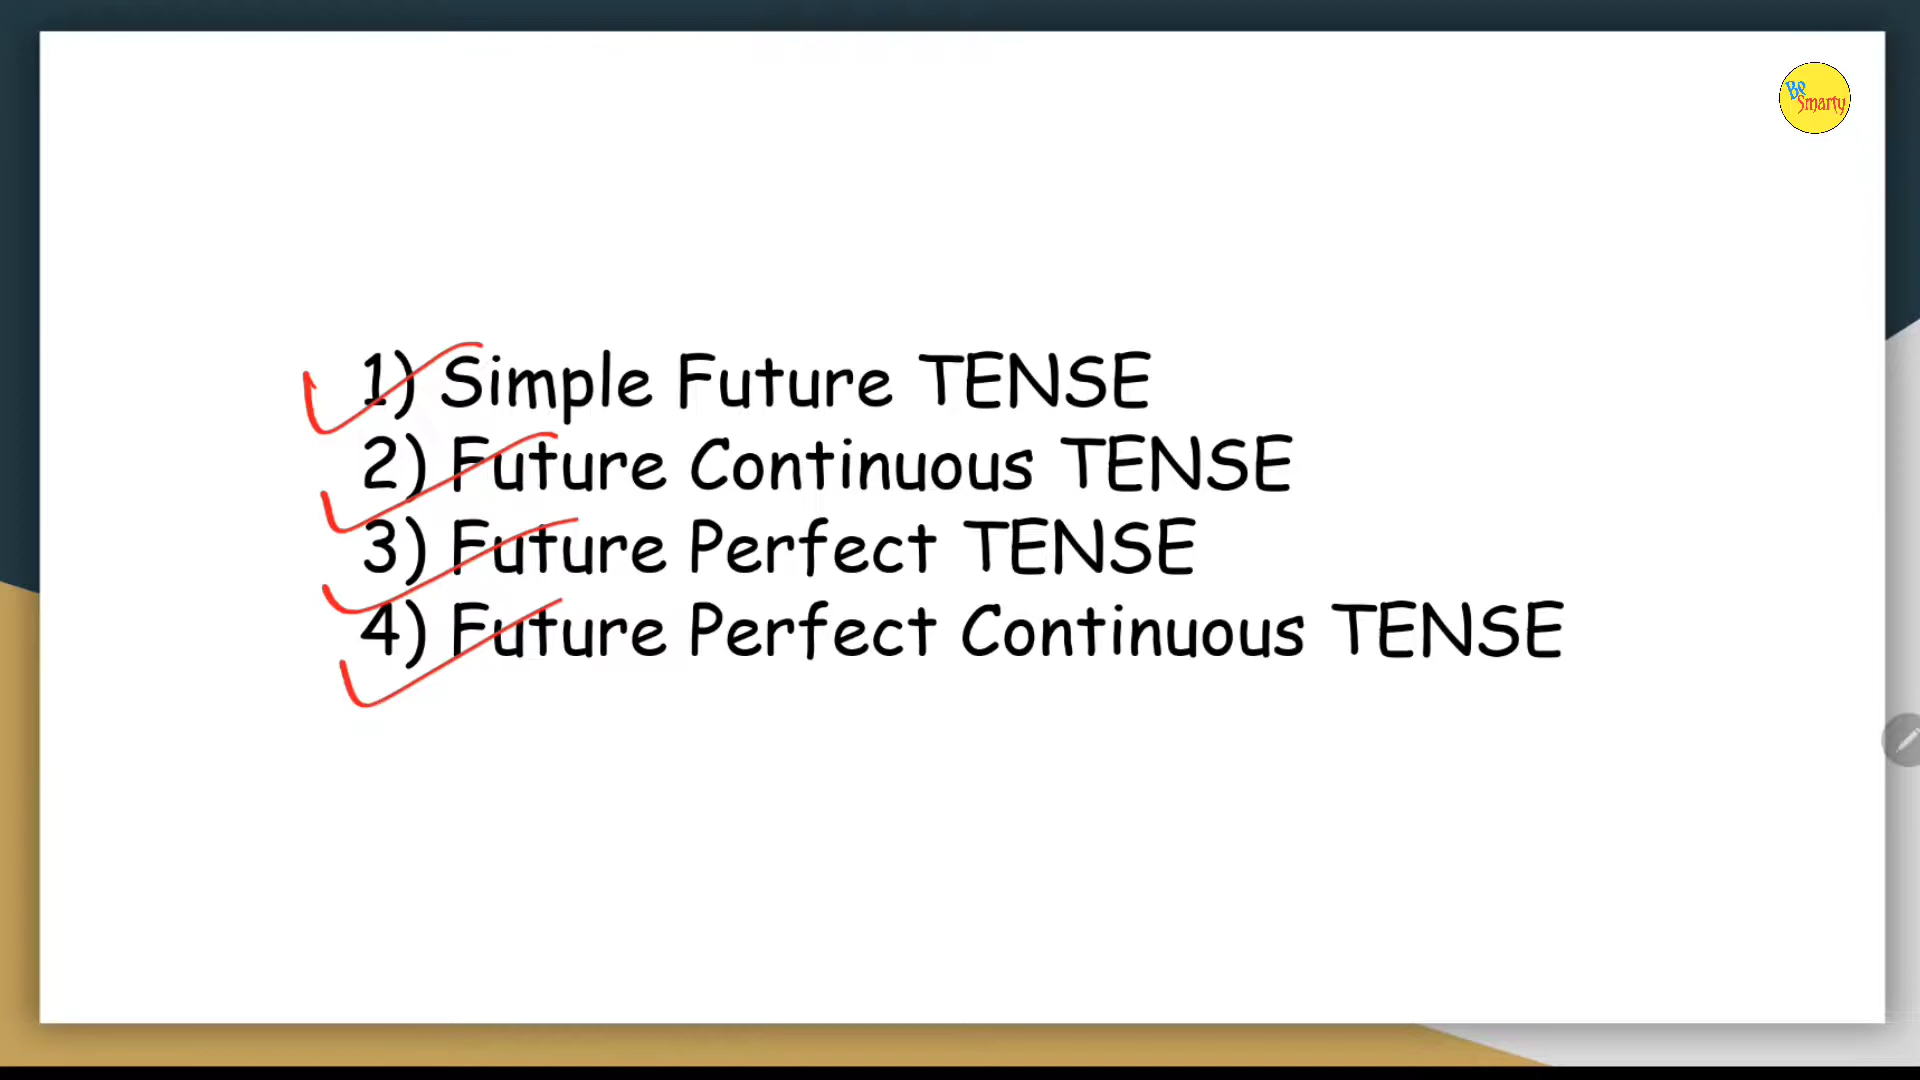 Be
Smarty
1) Simple Future TENSE
2) Future Continuous TENSE
3) Future Perfect TENSE
4) Future Perfect Continuous TENSE